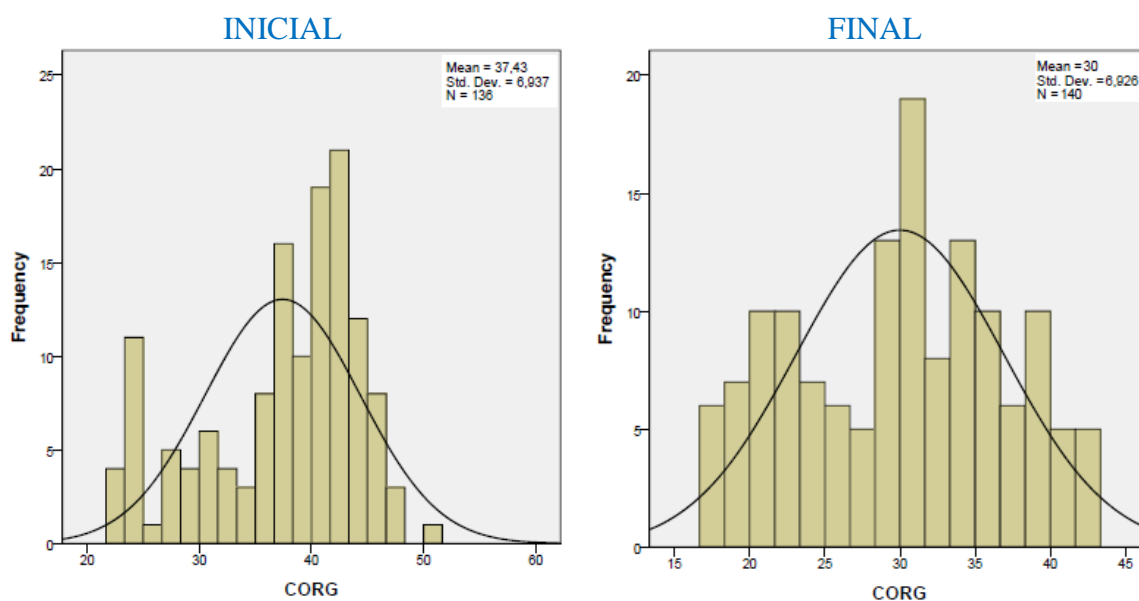 INICIAL
Mean = 37,43
Std. Dev. = 6,937
N = 136
25
20
15
10
5
0
Frequency
20 30 40 50 60
CORG
FINAL
Mean =30
Std. Dev. =6,926
N =140
20
15
10
5
0
Frequency
15 20 25 30 35 40 45
CORG